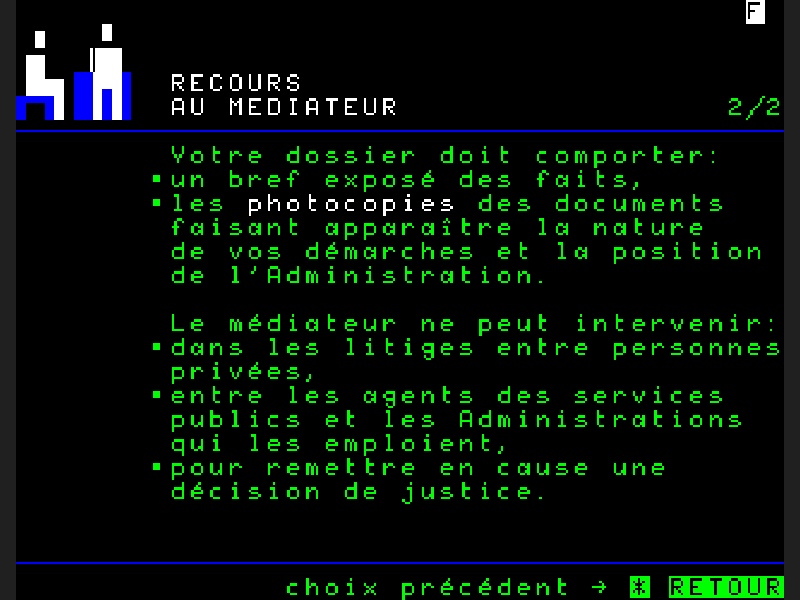 F
RECOURS
AU MEDIATEUR 2/2
Votre dossier doit comporter:
▪un bref exposé des faits,
▪les photocopies des documents
faisant apparaître la nature
de vos démarches et la position
de l'Administration.
Le médiateur ne peut intervenir:
▪dans les litiges entre personnes
privées,
▪entre les agents des services
publics et les Administrations
qui les emploient,
▪pour remettre en cause une
décision de justice.
choix précédent → * RETOUR